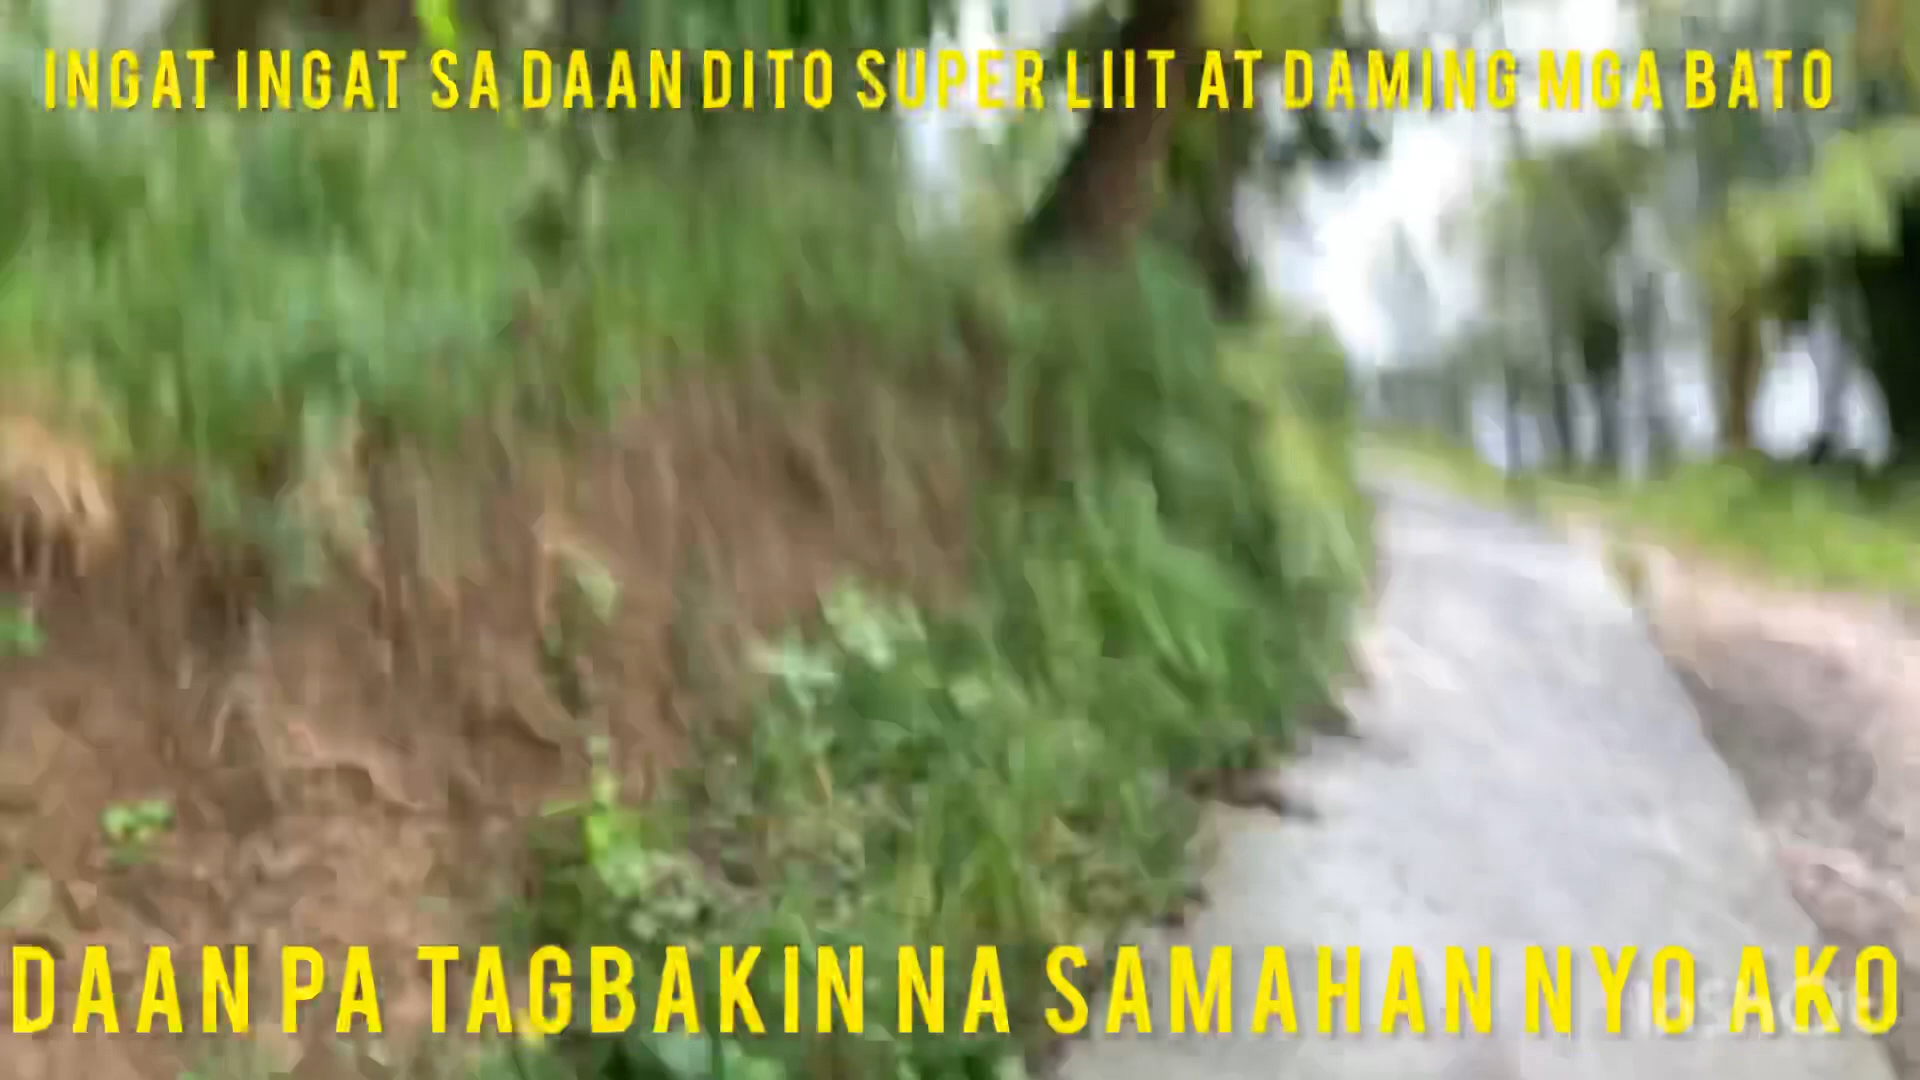 INGAT INGAT SA DAAN DITO SUPER LIIT AT DAMING MGA BATO
DAAN PA TAGBAKIN NA SAMAHAN NYO AKO